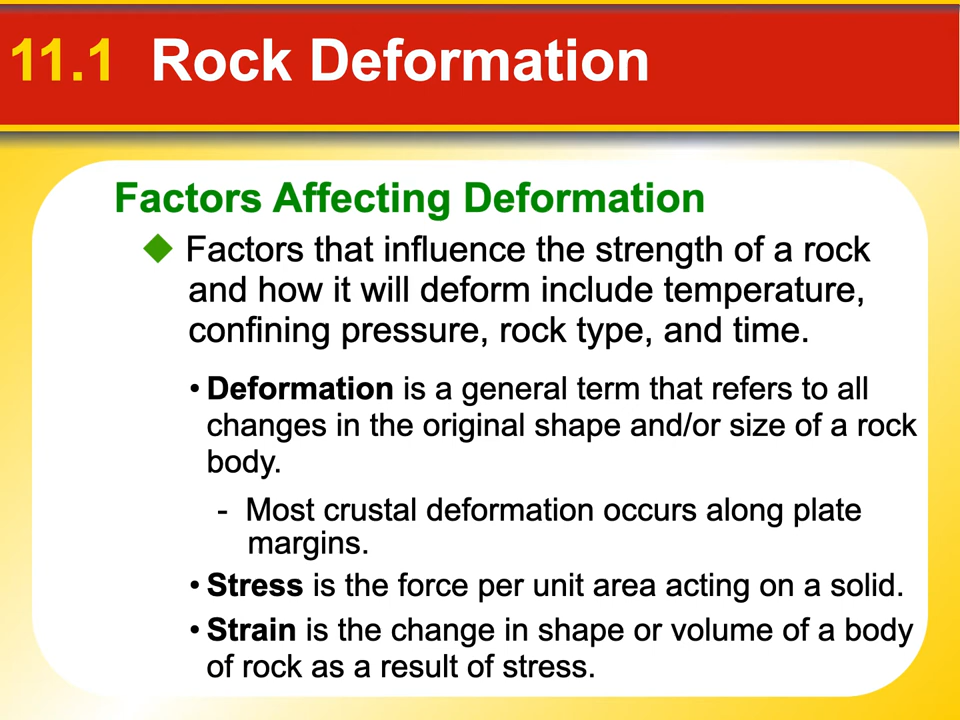 11.1 Rock Deformation
Factors Affecting Deformation
◆ Factors that influence the strength of a rock
and how it will deform include temperature,
confining pressure, rock type, and time.
• Deformation is a general term that refers to all
changes in the original shape and/or size of a rock
body.
- Most crustal deformation occurs along plate
margins.
• Stress is the force per unit area acting on a solid.
• Strain is the change in shape or volume of a body
of rock as a result of stress.